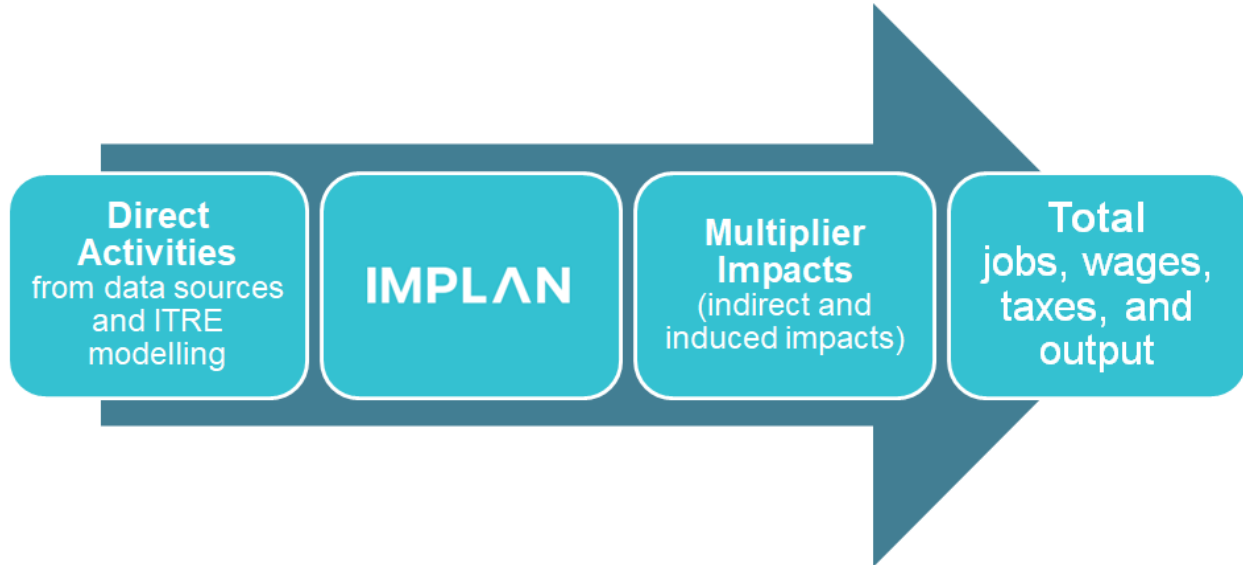 Direct
Activities
from data sources
and ITRE
modelling
IMPLAN
Multiplier
Impacts
(indirect and
induced impacts)
Total
jobs, wages,
taxes, and
output